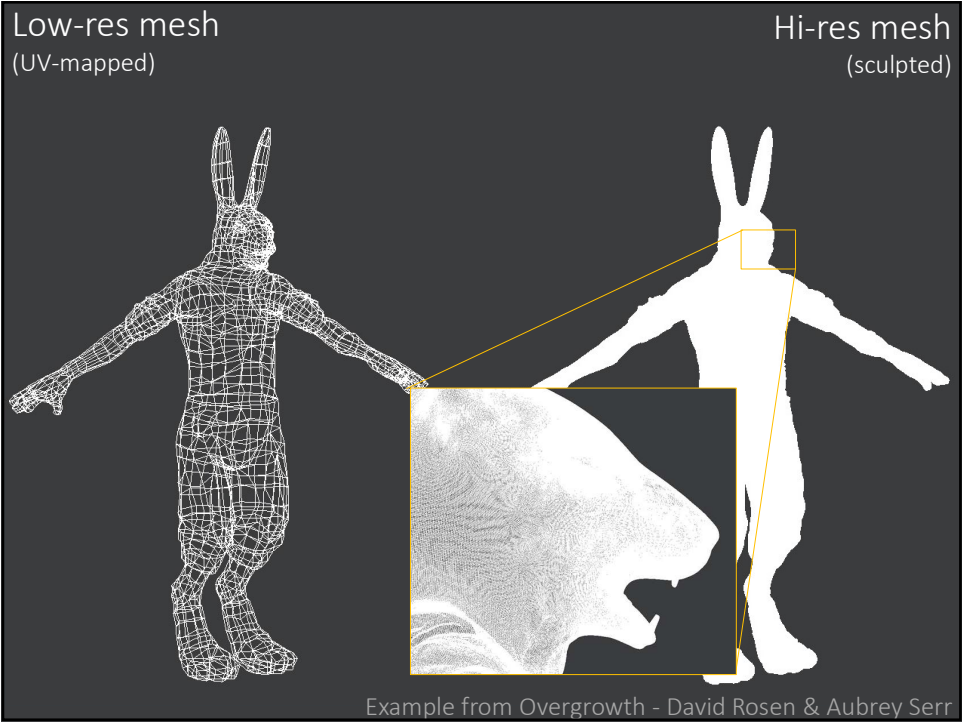 Low-res mesh
(UV-mapped)
Hi-res mesh
(sculpted)
Example from Overgrowth - David Rosen & Aubrey Serr